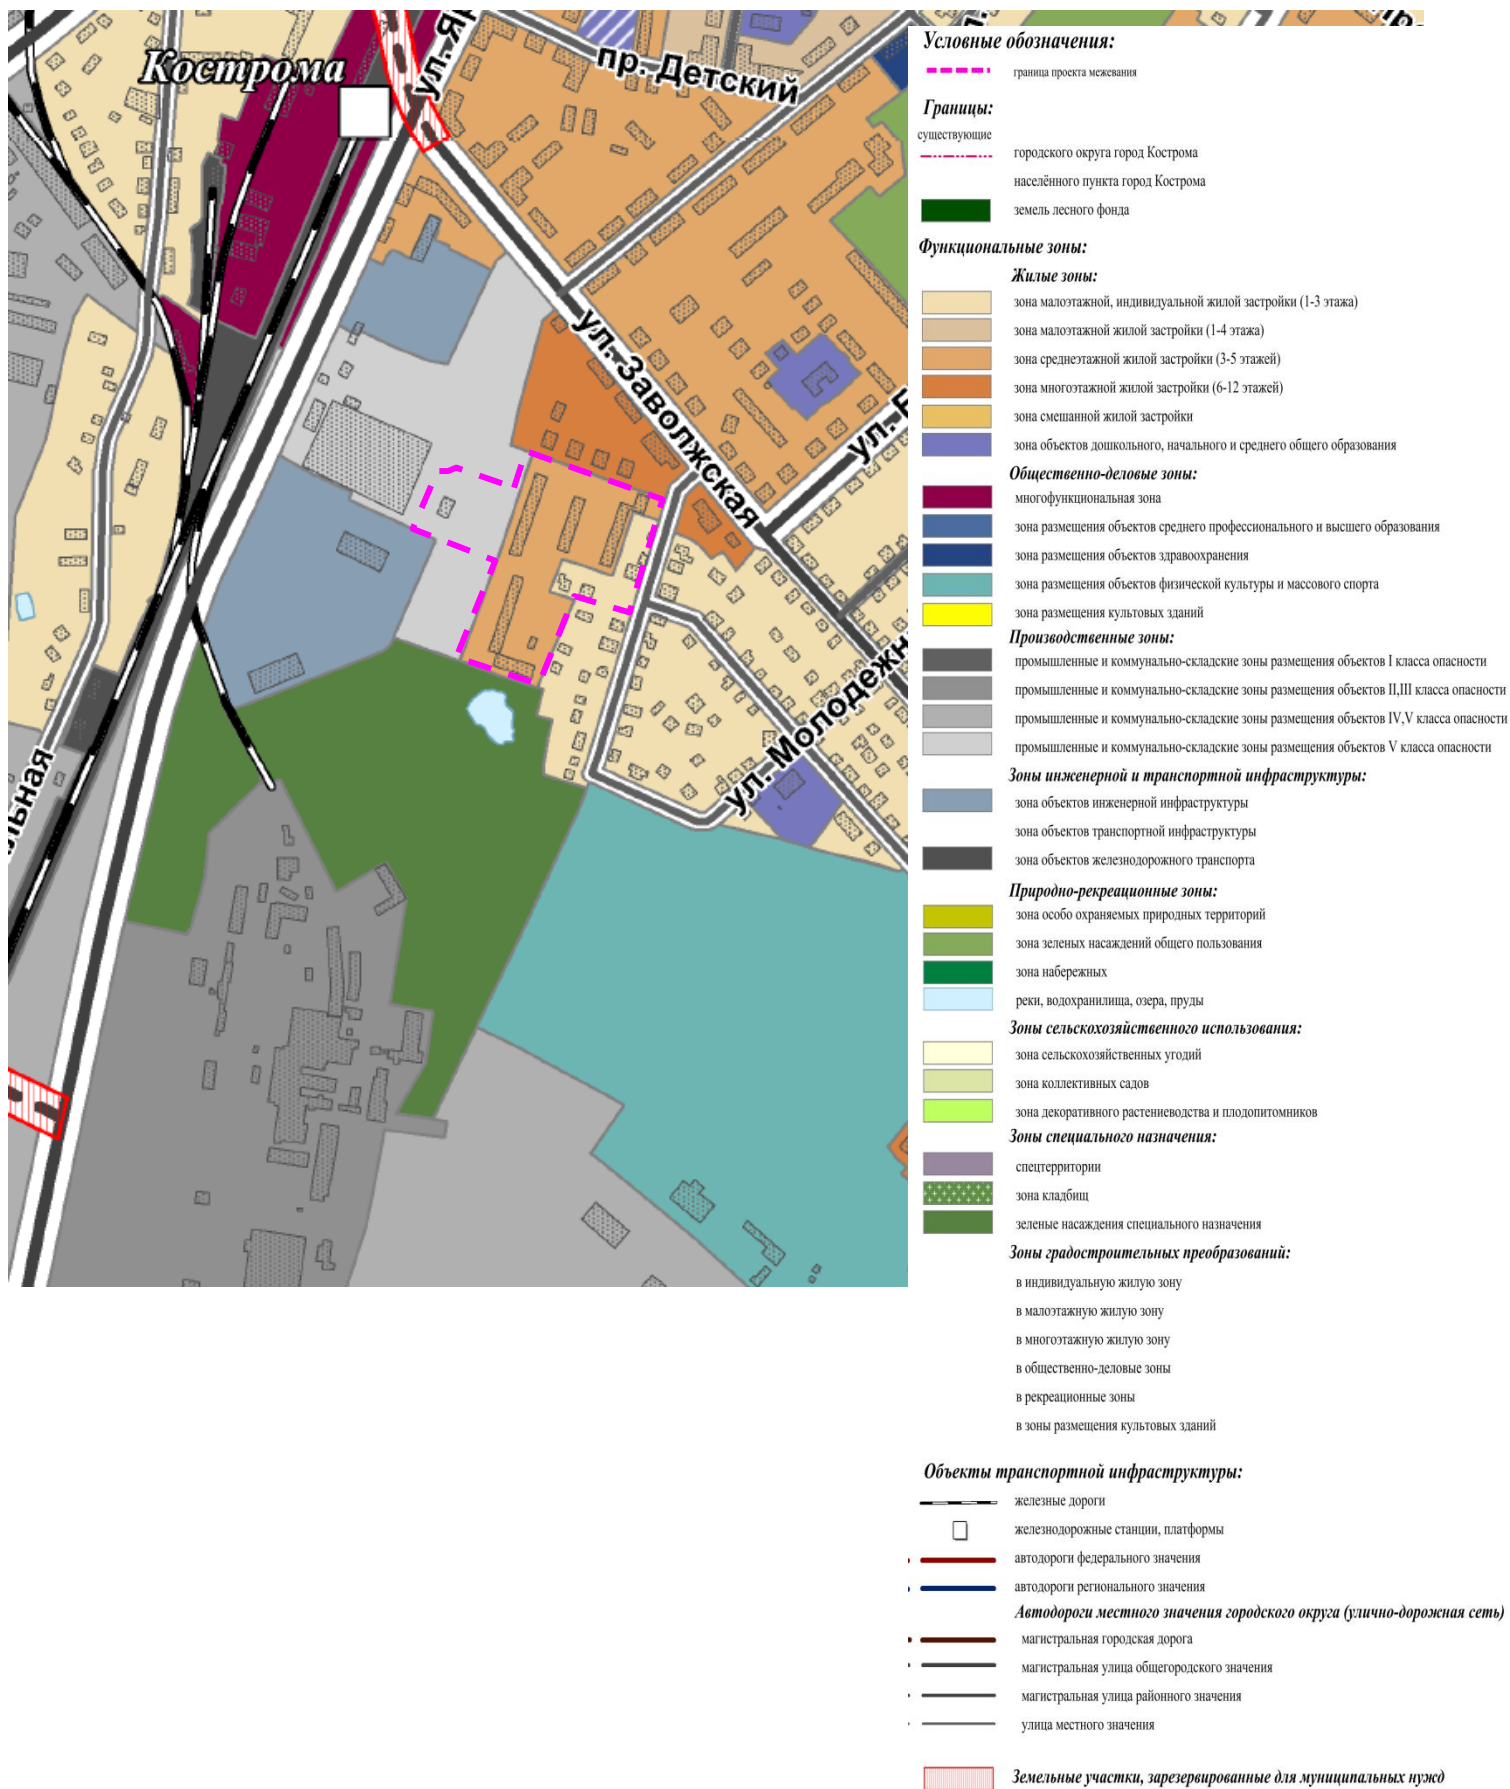 Кострома
ул. Яр
пр. Детский
ул. Заволжская
ул. Молодежн
льная
Условные обозначения:
граница проекта межевания
Границы:
существующие
городского округа город Кострома
населённого пункта город Кострома
земель лесного фонда
Функциональные зоны:
Жилые зоны:
зона малоэтажной, индивидуальной жилой застройки (1-3 этажа)
зона малоэтажной жилой застройки (1-4 этажа)
зона среднеэтажной жилой застройки (3-5 этажей)
зона многоэтажной жилой застройки (6-12 этажей)
зона смешанной жилой застройки
зона объектов дошкольного, начального и среднего общего образования
Общественно-деловые зоны:
многофункциональная зона
зона размещения объектов среднего профессионального и высшего образования
зона размещения объектов здравоохранения
зона размещения объектов физической культуры и массового спорта
зона размещения культовых зданий
Производственные зоны:
промышленные и коммунально-складские зоны размещения объектов I класса опасности
промышленные и коммунально-складские зоны размещения объектов II,III класса опасности
промышленные и коммунально-складские зоны размещения объектов IV,V класса опасности
промышленные и коммунально-складские зоны размещения объектов V класса опасности
Зоны инженерной и транспортной инфраструктуры:
зона объектов инженерной инфраструктуры
зона объектов транспортной инфраструктуры
зона объектов железнодорожного транспорта
Природно-рекреационные зоны:
зона особо охраняемых природных территорий
зона зеленых насаждений общего пользования
зона набережных
реки, водохранилища, озера, пруды
Зоны сельскохозяйственного использования:
зона сельскохозяйственных угодий
зона коллективных садов
зона декоративного растениеводства и плодопитомников
Зоны специального назначения:
спецтерритории
зона кладбищ
зеленые насаждения специального назначения
Зоны градостроительных преобразований:
в индивидуальную жилую зону
в малоэтажную жилую зону
в многоэтажную жилую зону
в общественно-деловые зоны
в рекреационные зоны
в зоны размещения культовых зданий
Объекты транспортной инфраструктуры:
железные дороги
железнодорожные станции, платформы
автодороги федерального значения
автодороги регионального значения
Автодороги местного значения городского округа (улично-дорожная сеть)
магистральная городская дорога
магистральная улица общегородского значения
магистральная улица районного значения
улица местного значения
Земельные участки, зарезервированные для муниципальных нужд